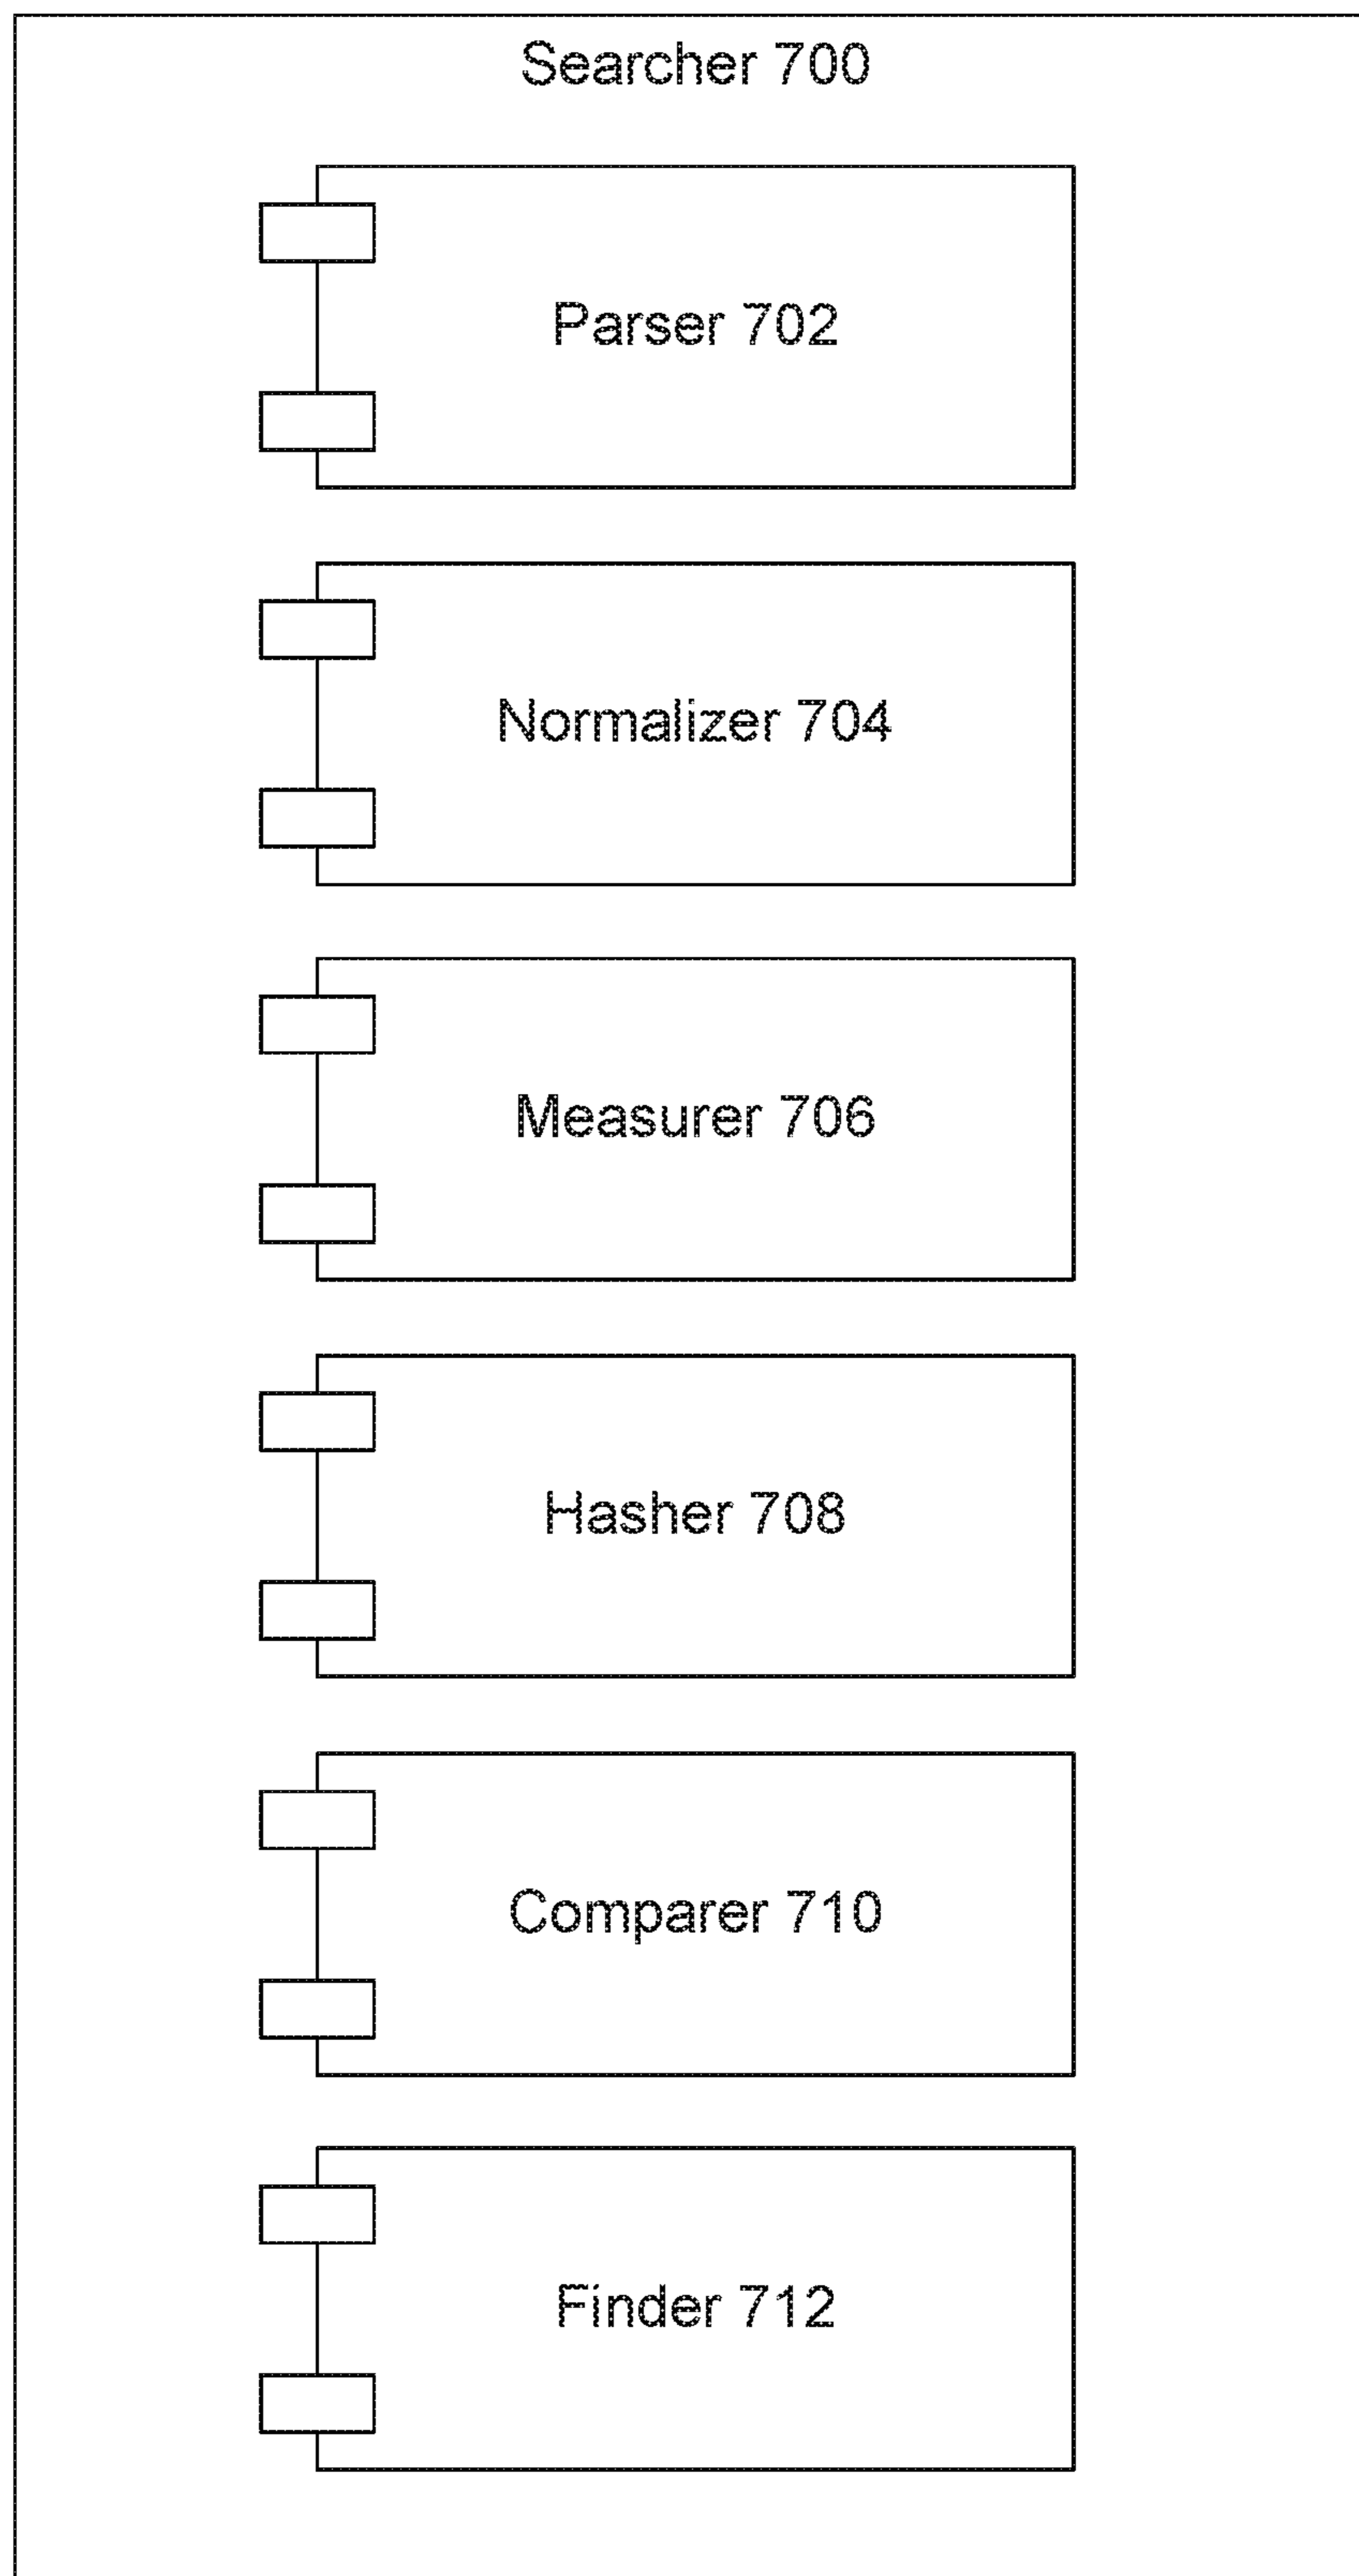 Searcher 700
Parser 702
Normalizer 704
Measurer 706
Hasher 708
Comparer 710
Finder 712